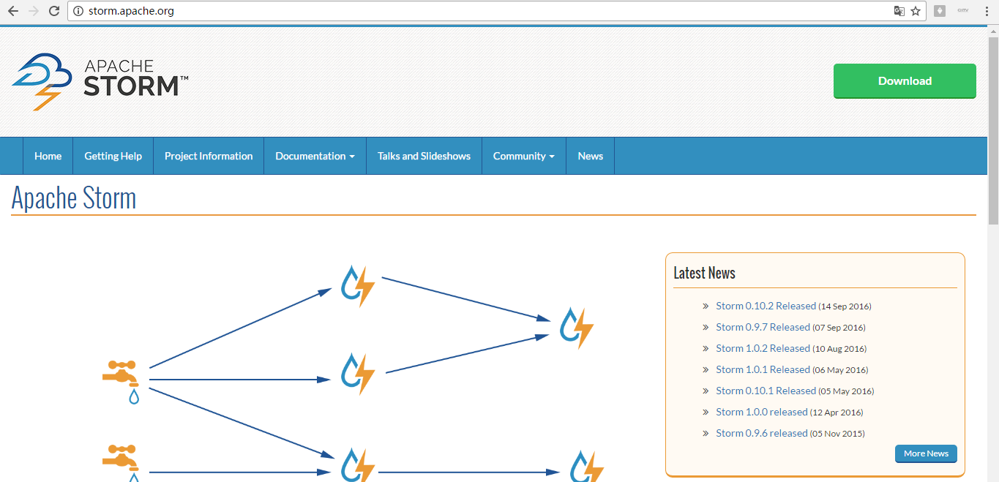 storm.apache.org
APACHE
STORM™
Download
Home Getting Help Project Information Documentation Talks and Slideshows Community News
Apache Storm
Latest News
» Storm 0.10.2 Released (14 Sep 2016)
» Storm 0.9.7 Released (07 Sep 2016)
» Storm 1.0.2 Released (10 Aug 2016)
» Storm 1.0.1 Released (06 May 2016)
» Storm 0.10.1 Released (05 May 2016)
» Storm 1.0.0 released (12 Apr 2016)
» Storm 0.9.6 released (05 Nov 2015)
More News